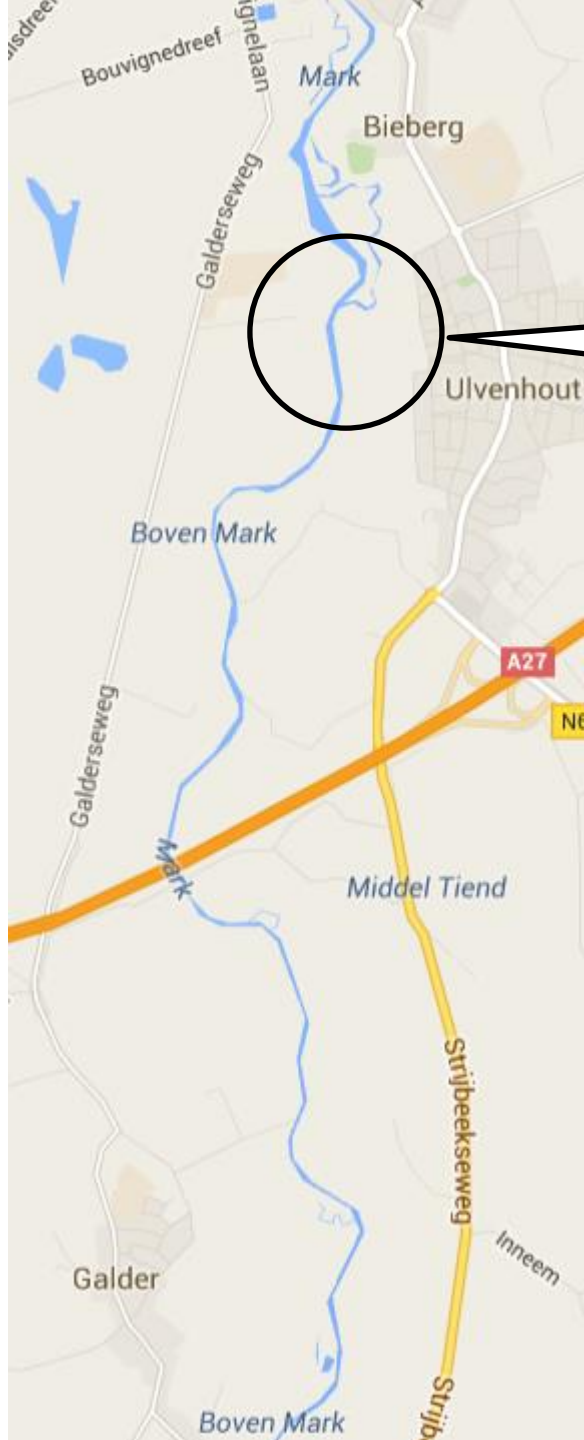 Bouvignedreef
Mark
Bieberg
Galderseweg
Ulvenhout
Boven Mark
A27
Galderseweg
Mark
Middel Tiend
Strijbeekseweg
Inneem
Galder
Boven Mark